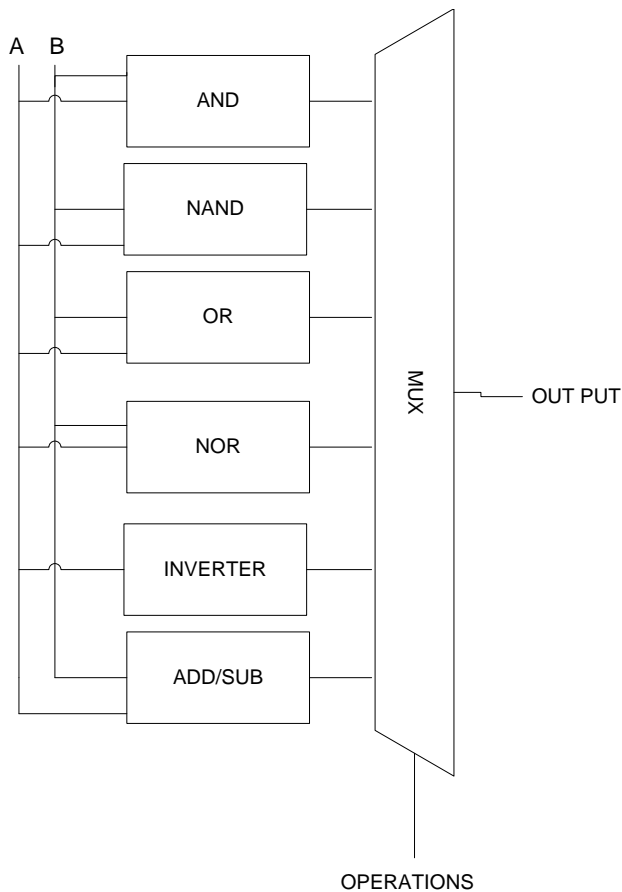 A B
AND
NAND
OR
NOR
INVERTER
ADD/SUB
MUX
OUT PUT
OPERATIONS